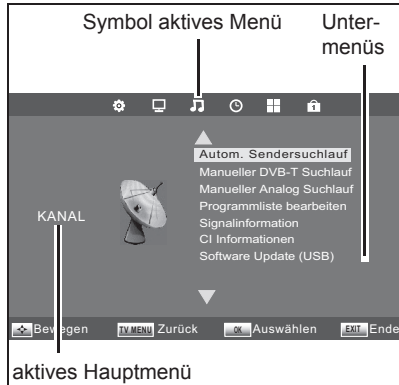 Symbol aktives Menü
Unter-
menüs
Autom. Sendersuchlauf
Manueller DVB-T Suchlauf
Manueller Analog Suchlauf
Programmliste bearbeiten
KANAL
Signalinformation
CI Informationen
Software Update (USB)
Bewegen TV MENU Zurück OK Auswählen EXIT Ende
aktives Hauptmenü